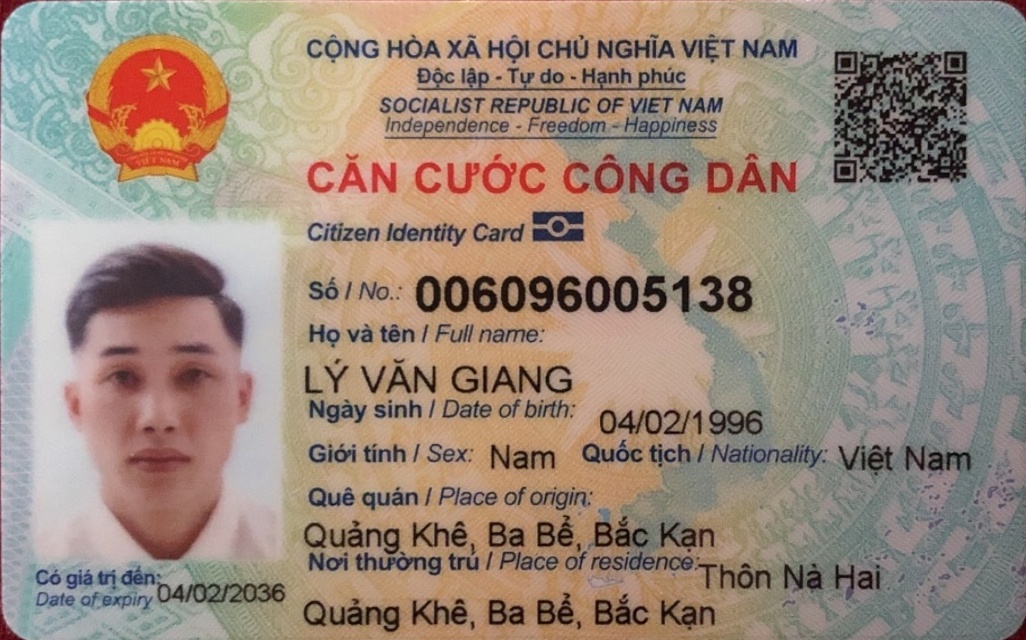 CỘNG HÒA XÃ HỘI CHỦ NGHĨA VIỆT NAM
Độc lập - Tự do - Hạnh phúc
SOCIALIST REPUBLIC OF VIET NAM
Independence - Freedom - Happiness
CĂN CƯỚC CÔNG DÂN
Citizen Identity Card
Số / No.: 006096005138
Họ và tên / Full name:
LÝ VĂN GIANG
Ngày sinh / Date of birth: 04/02/1996
Giới tính / Sex: Nam Quốc tịch / Nationality: Việt Nam
Quê quán / Place of origin:
Quảng Khê, Ba Bể, Bắc Kạn
Nơi thường trú / Place of residence: Thôn Nà Hai
Quảng Khê, Ba Bể, Bắc Kạn
Có giá trị đến: 04/02/2036
Date of expiry
VIỆT NAM